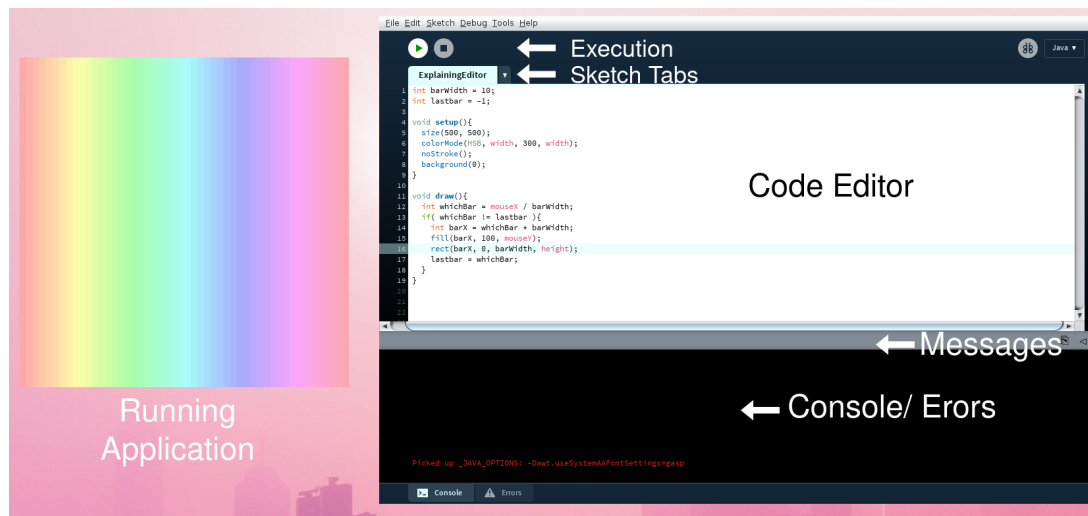 File Edit Sketch Debug Tools Help
Execution
Java ▾
ExplainingEditor ▾
Sketch Tabs
1 int barWidth = 10;
2 int lastbar = -1;
3
4 void setup(){
5   size(500, 500);
6   colorMode(HSB, width, 300, width);
7   noStroke();
8   background(0);
9 }
10
11 void draw(){
12   int whichBar = mouseX / barWidth;
13   if( whichBar != lastbar ){
14     int barX = whichBar * barWidth;
15     fill(barX, 100, mouseY);
16     rect(barX, 0, barWidth, height);
17     lastbar = whichBar;
18   }
19 }
20
21
22
Code Editor
Messages
Console/ Erors
Running
Application
Picked up _JAVA_OPTIONS: -Dawt.useSystemAAFontSettings=gasp
Console
Errors